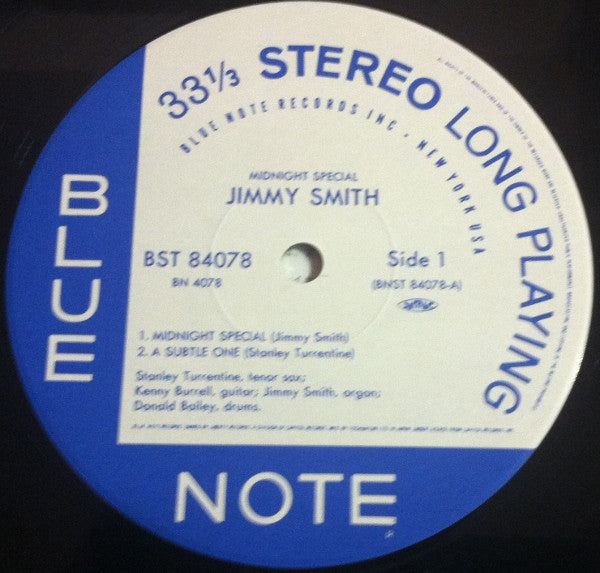 33⅓ STEREO LONG PLAYING
BLUE NOTE RECORDS INC · NEW YORK USA
MIDNIGHT SPECIAL
JIMMY SMITH
BST 84078
BN 4078
Side 1
(BNST 84078-A)
1. MIDNIGHT SPECIAL (Jimmy Smith)
2. A SUBTLE ONE (Stanley Turrentine)
Stanley Turrentine, tenor sax;
Kenny Burrell, guitar; Jimmy Smith, organ;
Donald Bailey, drums.
BLUE
NOTE